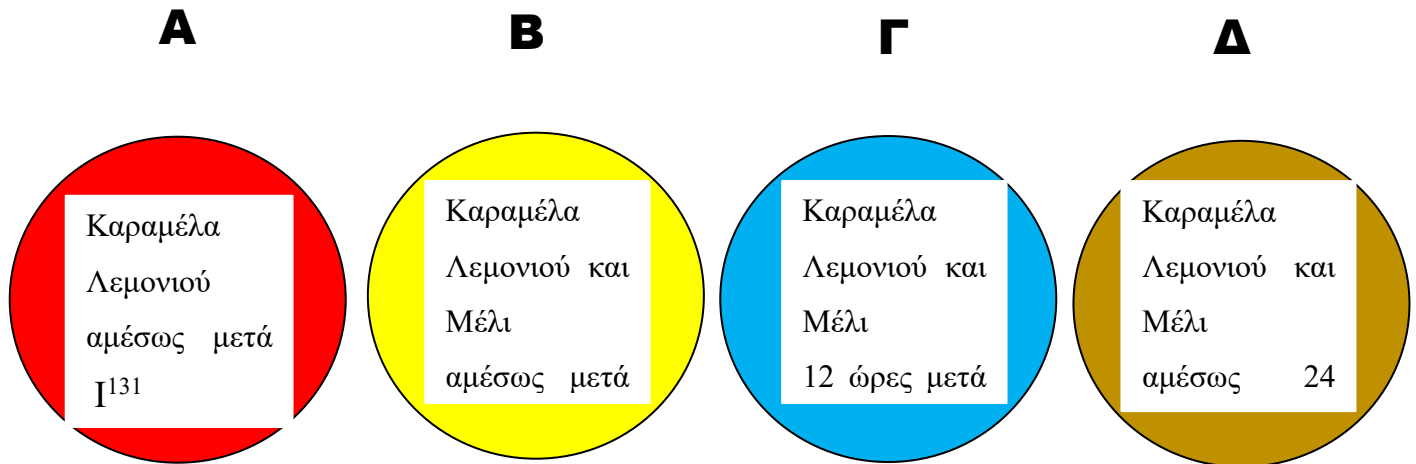 Α
Β
Γ
Δ
Καραμέλα
Λεμονιού
αμέσως μετά
I¹³¹
Καραμέλα
Λεμονιού και
Μέλι
αμέσως μετά
Καραμέλα
Λεμονιού και
Μέλι
12 ώρες μετά
Καραμέλα
Λεμονιού και
Μέλι
αμέσως 24